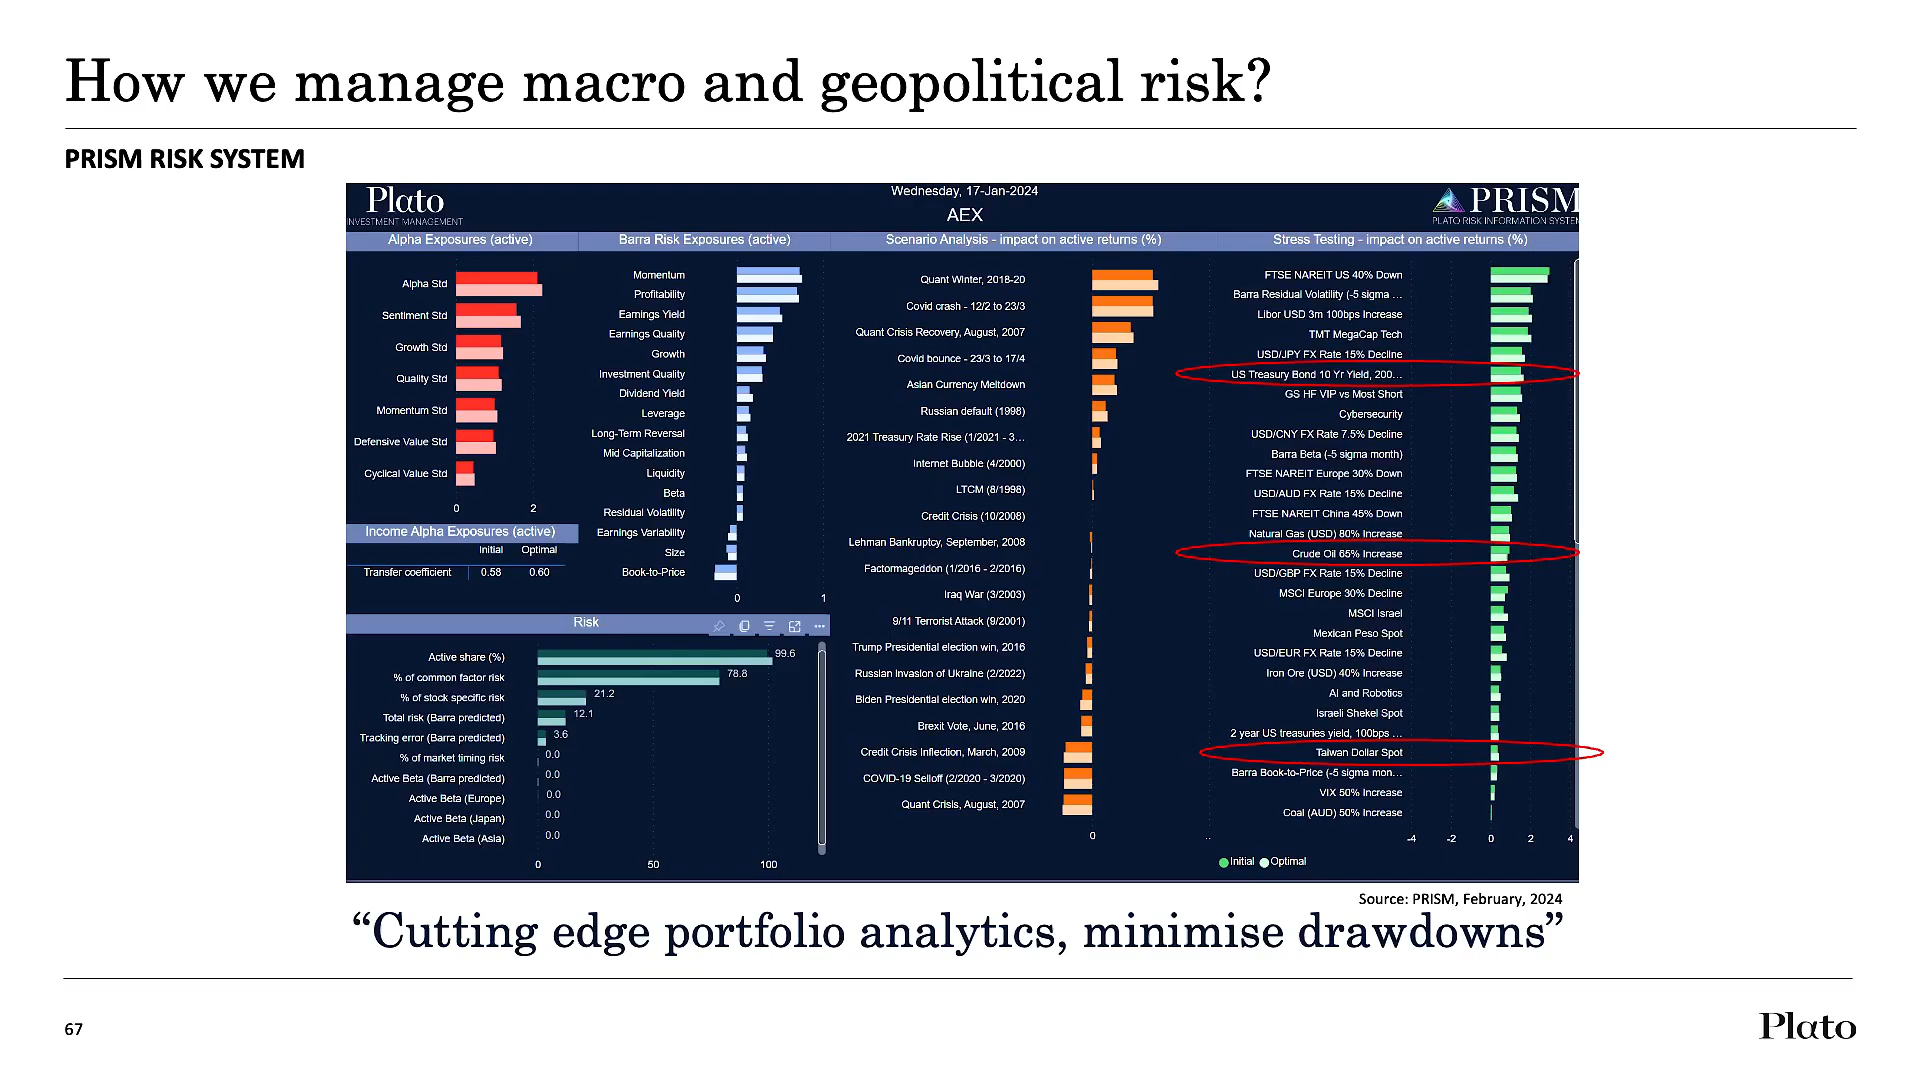 How we manage macro and geopolitical risk?
PRISM RISK SYSTEM
Plato
INVESTMENT MANAGEMENT
Wednesday, 17-Jan-2024
AEX
PRISM
PLATO RISK INFORMATION SYSTEM
Alpha Exposures (active)
Alpha Std
Sentiment Std
Growth Std
Quality Std
Momentum Std
Defensive Value Std
Cyclical Value Std
0 2
Income Alpha Exposures (active)
Initial Optimal
Transfer coefficient 0.58 0.60
Barra Risk Exposures (active)
Momentum
Profitability
Earnings Yield
Earnings Quality
Growth
Investment Quality
Dividend Yield
Leverage
Long-Term Reversal
Mid Capitalization
Liquidity
Beta
Residual Volatility
Earnings Variability
Size
Book-to-Price
0 1
Risk
Active share (%) 99.6
% of common factor risk 78.8
% of stock specific risk 21.2
Total risk (Barra predicted) 12.1
Tracking error (Barra predicted) 3.6
% of market timing risk 0.0
Active Beta (Barra predicted) 0.0
Active Beta (Europe) 0.0
Active Beta (Japan) 0.0
Active Beta (Asia) 0.0
0 50 100
Scenario Analysis - impact on active returns (%)
Quant Winter, 2018-20
Covid crash - 12/2 to 23/3
Quant Crisis Recovery, August, 2007
Covid bounce - 23/3 to 17/4
Asian Currency Meltdown
Russian default (1998)
2021 Treasury Rate Rise (1/2021 - 3...
Internet Bubble (4/2000)
LTCM (8/1998)
Credit Crisis (10/2008)
Lehman Bankruptcy, September, 2008
Factormageddon (1/2016 - 2/2016)
Iraq War (3/2003)
9/11 Terrorist Attack (9/2001)
Trump Presidential election win, 2016
Russian Invasion of Ukraine (2/2022)
Biden Presidential election win, 2020
Brexit Vote, June, 2016
Credit Crisis Inflection, March, 2009
COVID-19 Selloff (2/2020 - 3/2020)
Quant Crisis, August, 2007
0
Stress Testing - impact on active returns (%)
FTSE NAREIT US 40% Down
Barra Residual Volatility (-5 sigma ...
Libor USD 3m 100bps Increase
TMT MegaCap Tech
USD/JPY FX Rate 15% Decline
US Treasury Bond 10 Yr Yield, 200...
GS HF VIP vs Most Short
Cybersecurity
USD/CNY FX Rate 7.5% Decline
Barra Beta (-5 sigma month)
FTSE NAREIT Europe 30% Down
USD/AUD FX Rate 15% Decline
FTSE NAREIT China 45% Down
Natural Gas (USD) 80% Increase
Crude Oil 65% Increase
USD/GBP FX Rate 15% Decline
MSCI Europe 30% Decline
MSCI Israel
Mexican Peso Spot
USD/EUR FX Rate 15% Decline
Iron Ore (USD) 40% Increase
AI and Robotics
Israeli Shekel Spot
2 year US treasuries yield, 100bps ...
Taiwan Dollar Spot
Barra Book-to-Price (-5 sigma mon...
VIX 50% Increase
Coal (AUD) 50% Increase
-4 -2 0 2 4
Initial Optimal
Source: PRISM, February, 2024
“Cutting edge portfolio analytics, minimise drawdowns”
67
Plato